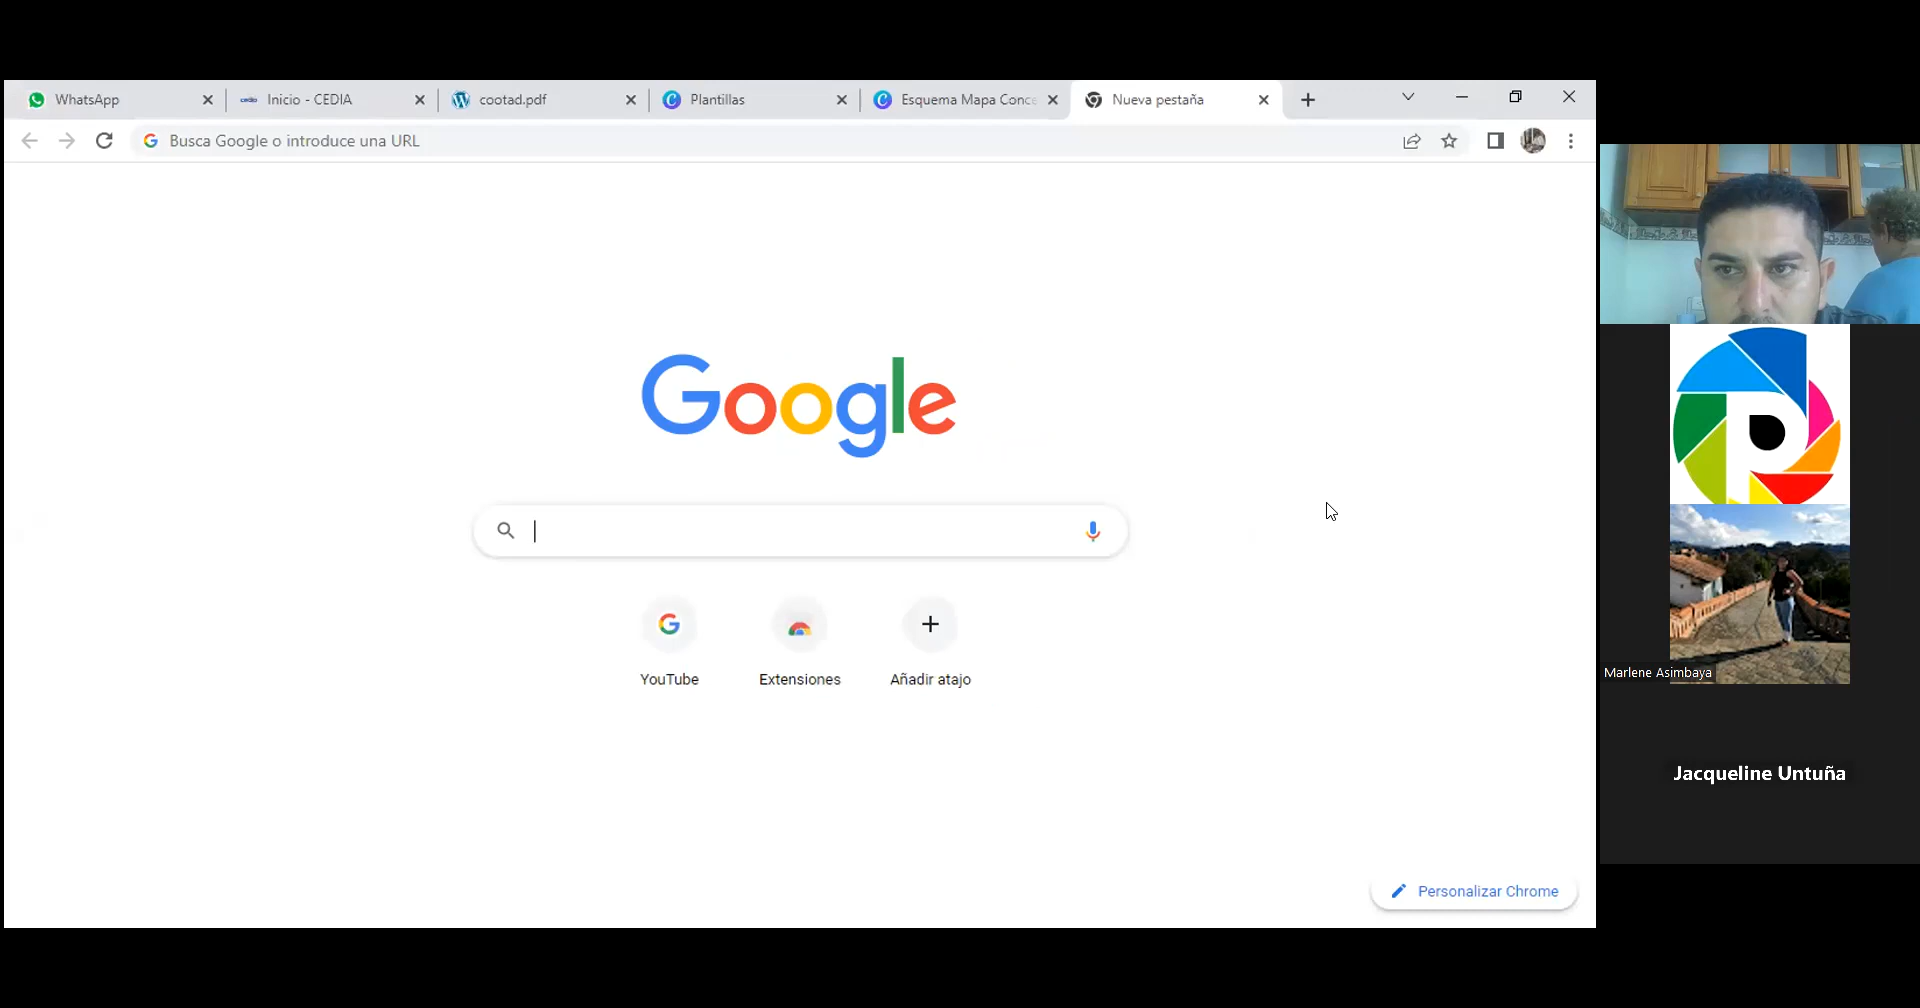 WhatsApp
Inicio - CEDIA
cootad.pdf
Plantillas
Esquema Mapa Conce
Nueva pestaña
Busca Google o introduce una URL
Google
YouTube
Extensiones
Añadir atajo
Personalizar Chrome
Marlene Asimbaya
Jacqueline Untuña